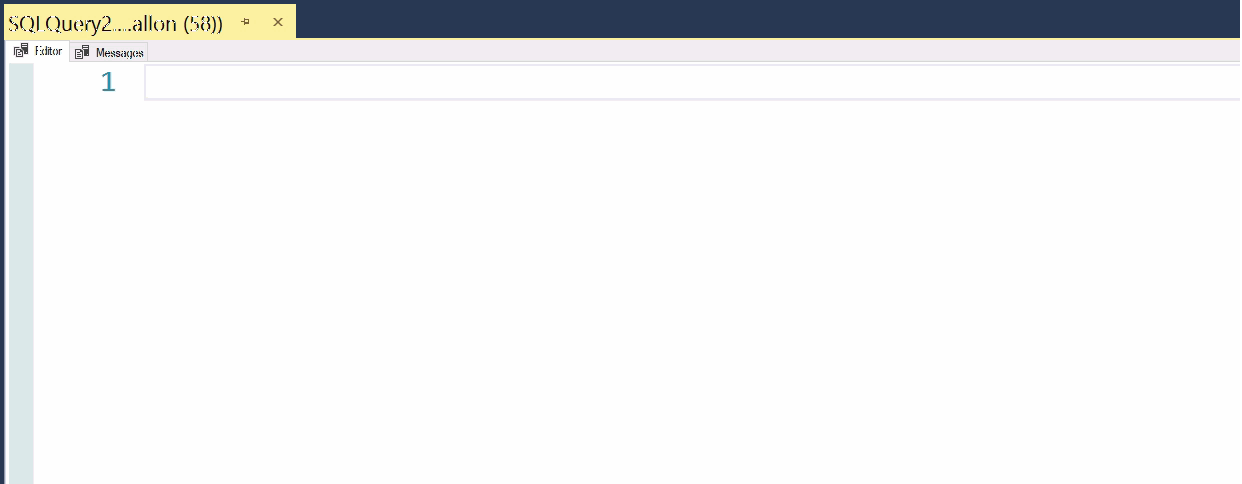 SQLQuery2....allon (58))
Editor Messages
1